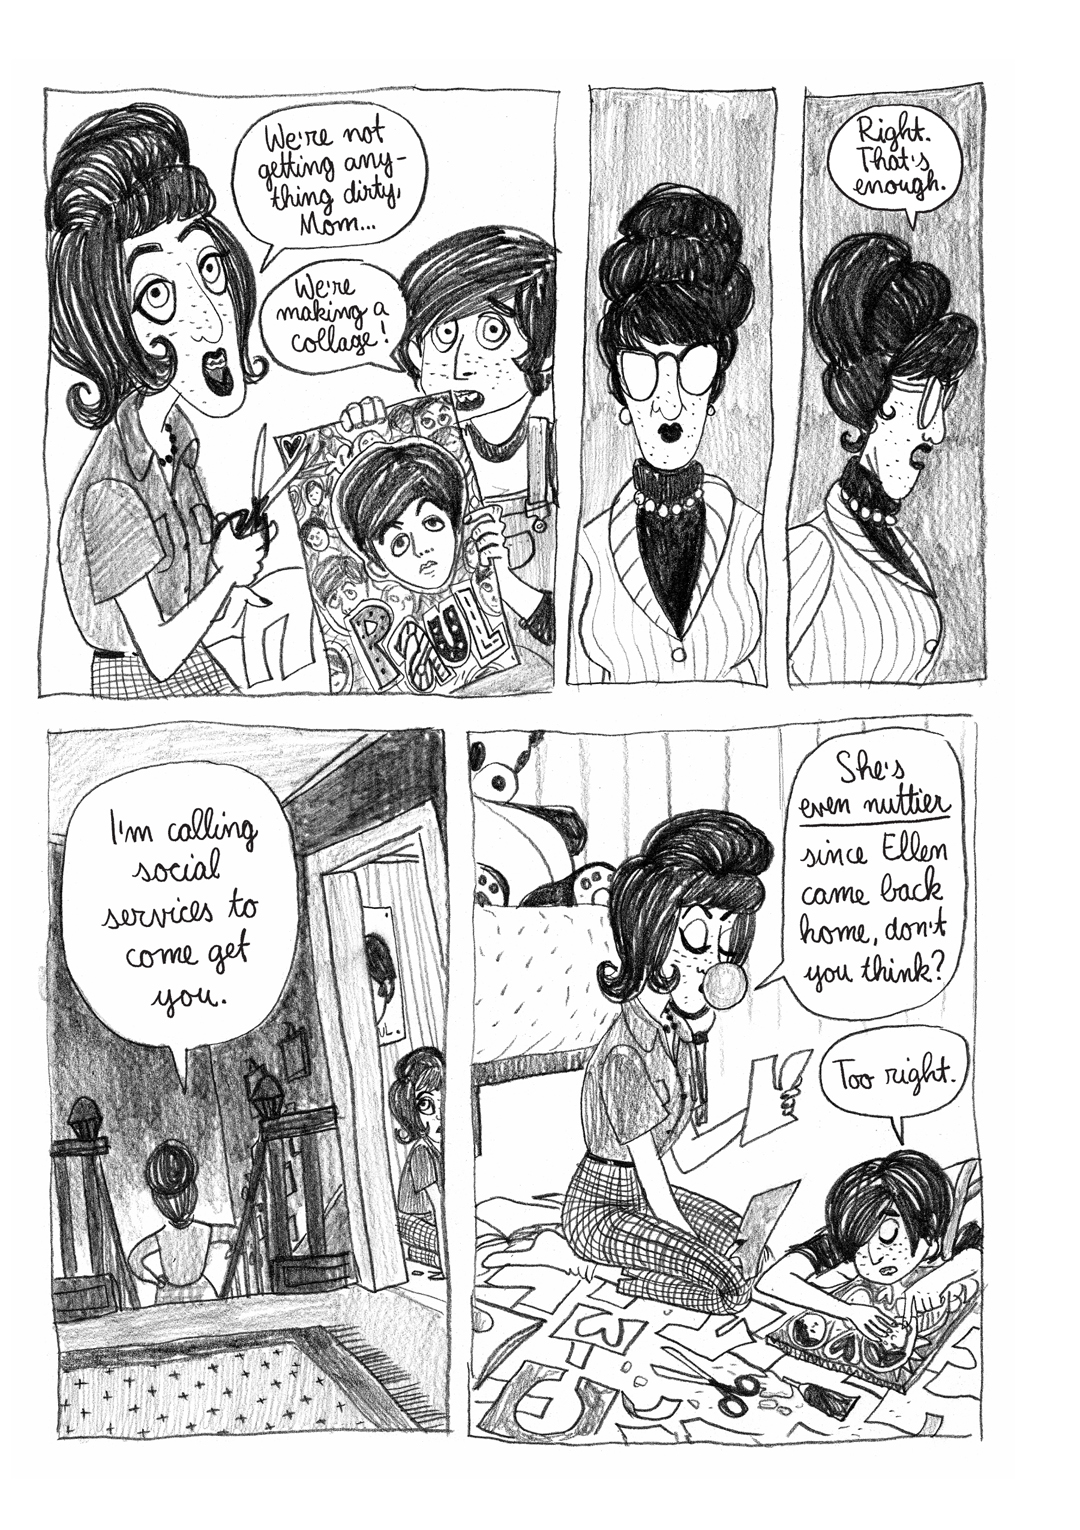 We're not
getting any-
thing dirty,
Mom...
We're
making a
collage!
PAUL
Right.
That's
enough.
I'm calling
social
services to
come get
you.
UL.
She's
even nuttier
since Ellen
came back
home, don't
you think?
Too right.